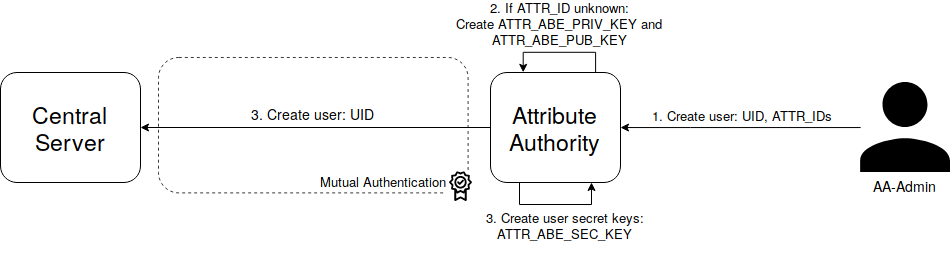 2. If ATTR_ID unknown:
Create ATTR_ABE_PRIV_KEY and
ATTR_ABE_PUB_KEY
Central
Server
3. Create user: UID
Attribute
Authority
1. Create user: UID, ATTR_IDs
Mutual Authentication
AA-Admin
3. Create user secret keys:
ATTR_ABE_SEC_KEY